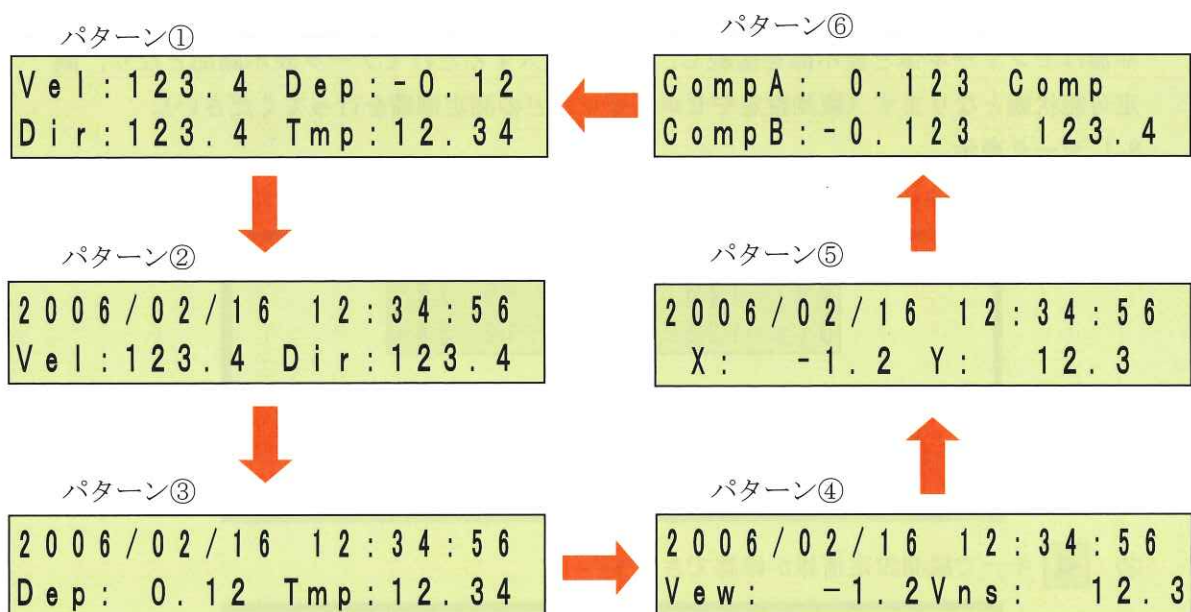 パターン①
Vel:123.4 Dep:-0.12
Dir:123.4 Tmp:12.34
パターン②
2006/02/16 12:34:56
Vel:123.4 Dir:123.4
パターン③
2006/02/16 12:34:56
Dep: 0.12 Tmp:12.34
パターン④
2006/02/16 12:34:56
Vew: -1.2Vns: 12.3
パターン⑤
2006/02/16 12:34:56
X: -1.2 Y: 12.3
パターン⑥
CompA: 0.123 Comp
CompB:-0.123 123.4